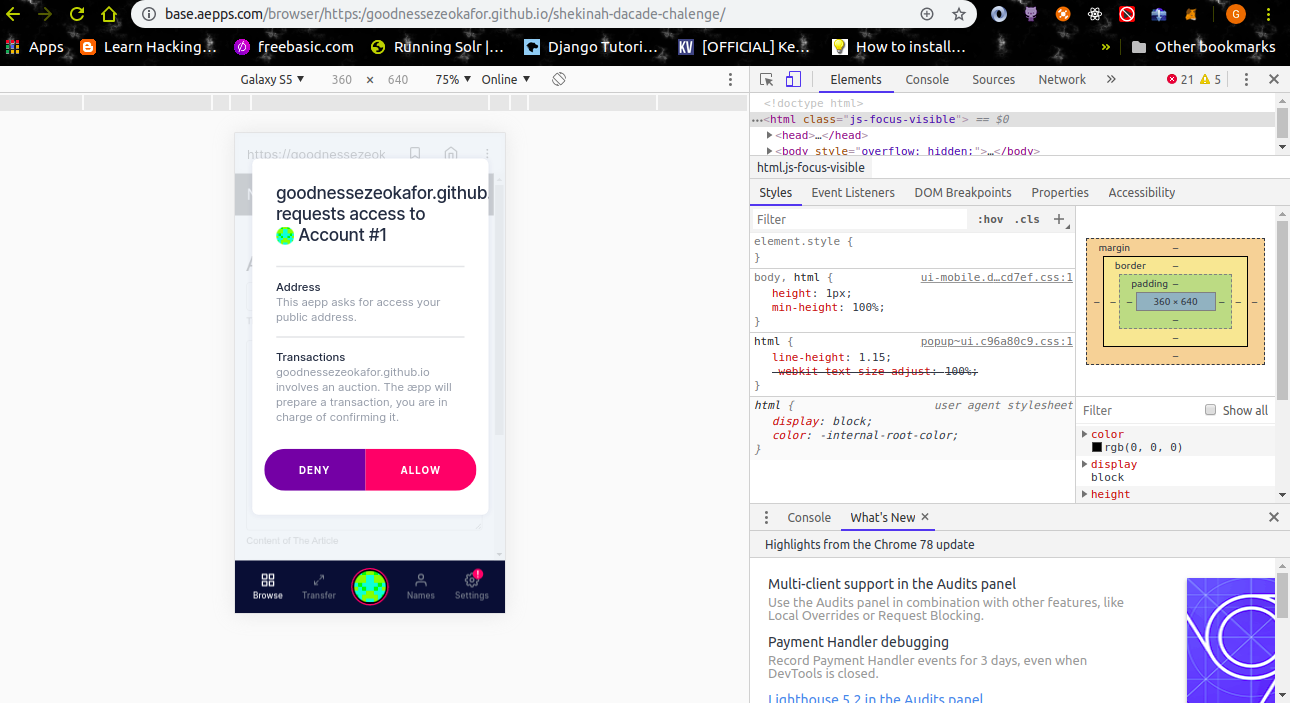 base.aepps.com/browser/https:/goodnessezeokafor.github.io/shekinah-dacade-chalenge/
G
Apps
Learn Hacking…
freebasic.com
Running Solr |…
Django Tutori…
KV [OFFICIAL] Ke…
How to install…
»
Other bookmarks
Galaxy S5 ▼ 360 × 640 75% ▼ Online ▼
https://goodnessezeok
goodnessezeokafor.github.
requests access to
Account #1
Address
This aepp asks for access your
public address.
Transactions
goodnessezeokafor.github.io
involves an auction. The æpp will
prepare a transaction, you are in
charge of confirming it.
DENY ALLOW
Content of The Article
Browse Transfer Names Settings
!
Elements Console Sources Network » 21 5
<!doctype html>
…<html class="js-focus-visible"> == $0
▶<head>…</head>
▶<body style="overflow: hidden;">…</body>
html.js-focus-visible
Styles Event Listeners DOM Breakpoints Properties Accessibility
Filter :hov .cls +
element.style {
}
body, html { ui-mobile.d…cd7ef.css:1
height: 1px;
min-height: 100%;
}
html { popup~ui.c96a80c9.css:1
line-height: 1.15;
-webkit-text-size-adjust: 100%;
}
html { user agent stylesheet
display: block;
color: -internal-root-color;
}
margin –
border –
padding –
– – – 360 × 640 – – –
–
–
–
Filter Show all
color
rgb(0, 0, 0)
display
block
height
Console What's New ×
Highlights from the Chrome 78 update
Multi-client support in the Audits panel
Use the Audits panel in combination with other features, like
Local Overrides or Request Blocking.
Payment Handler debugging
Record Payment Handler events for 3 days, even when
DevTools is closed.
Lighthouse 5.2 in the Audits panel